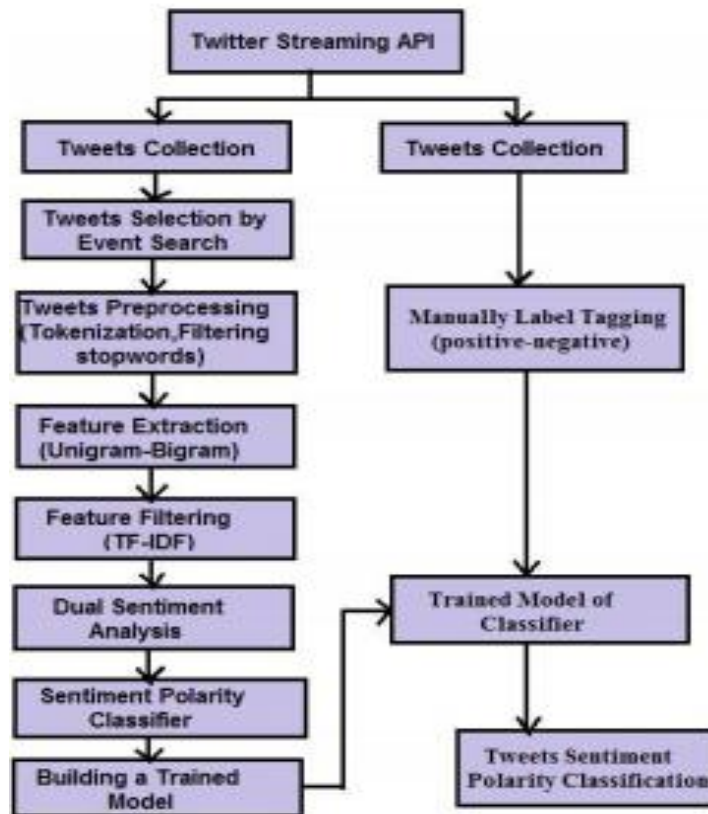 Twitter Streaming API
Tweets Collection
Tweets Collection
Tweets Selection by
Event Search
Tweets Preprocessing
(Tokenization,Filtering
stopwords)
Manually Label Tagging
(positive-negative)
Feature Extraction
(Unigram-Bigram)
Feature Filtering
(TF-IDF)
Dual Sentiment
Analysis
Trained Model of
Classifier
Sentiment Polarity
Classifier
Tweets Sentiment
Polarity Classification
Building a Trained
Model